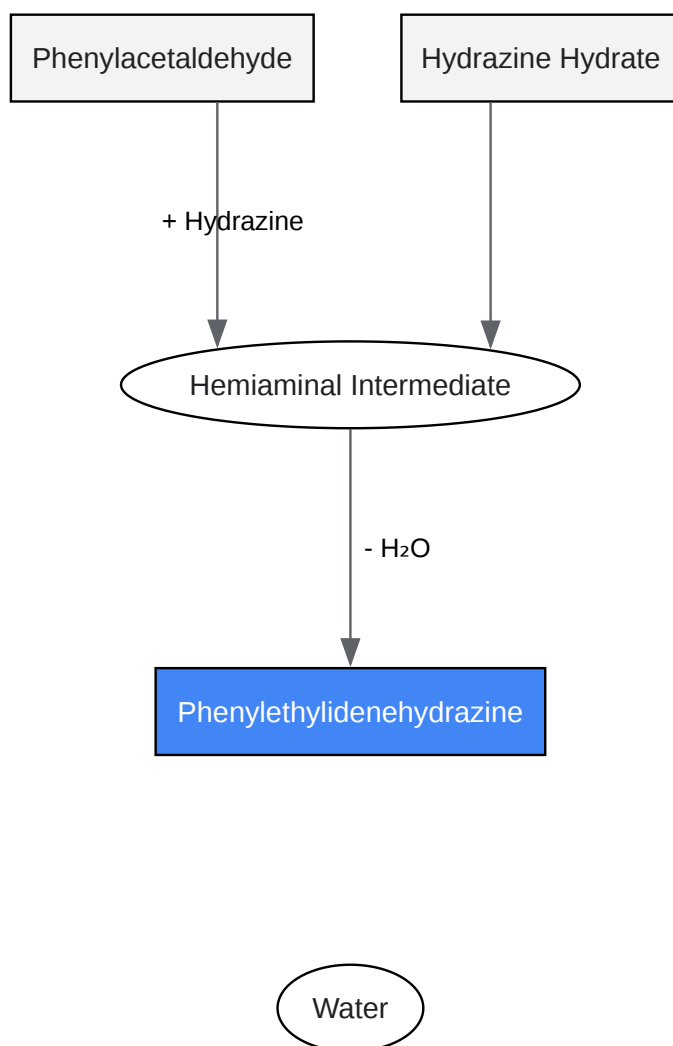 Phenylacetaldehyde
Hydrazine Hydrate
+ Hydrazine
Hemiaminal Intermediate
- H₂O
Phenylethylidenehydrazine
Water